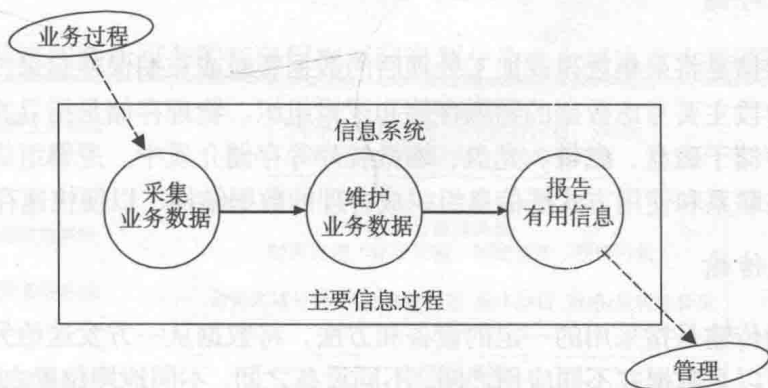 业务过程
信息系统
采集
业务数据
维护
业务数据
报告
有用信息
主要信息过程
管理